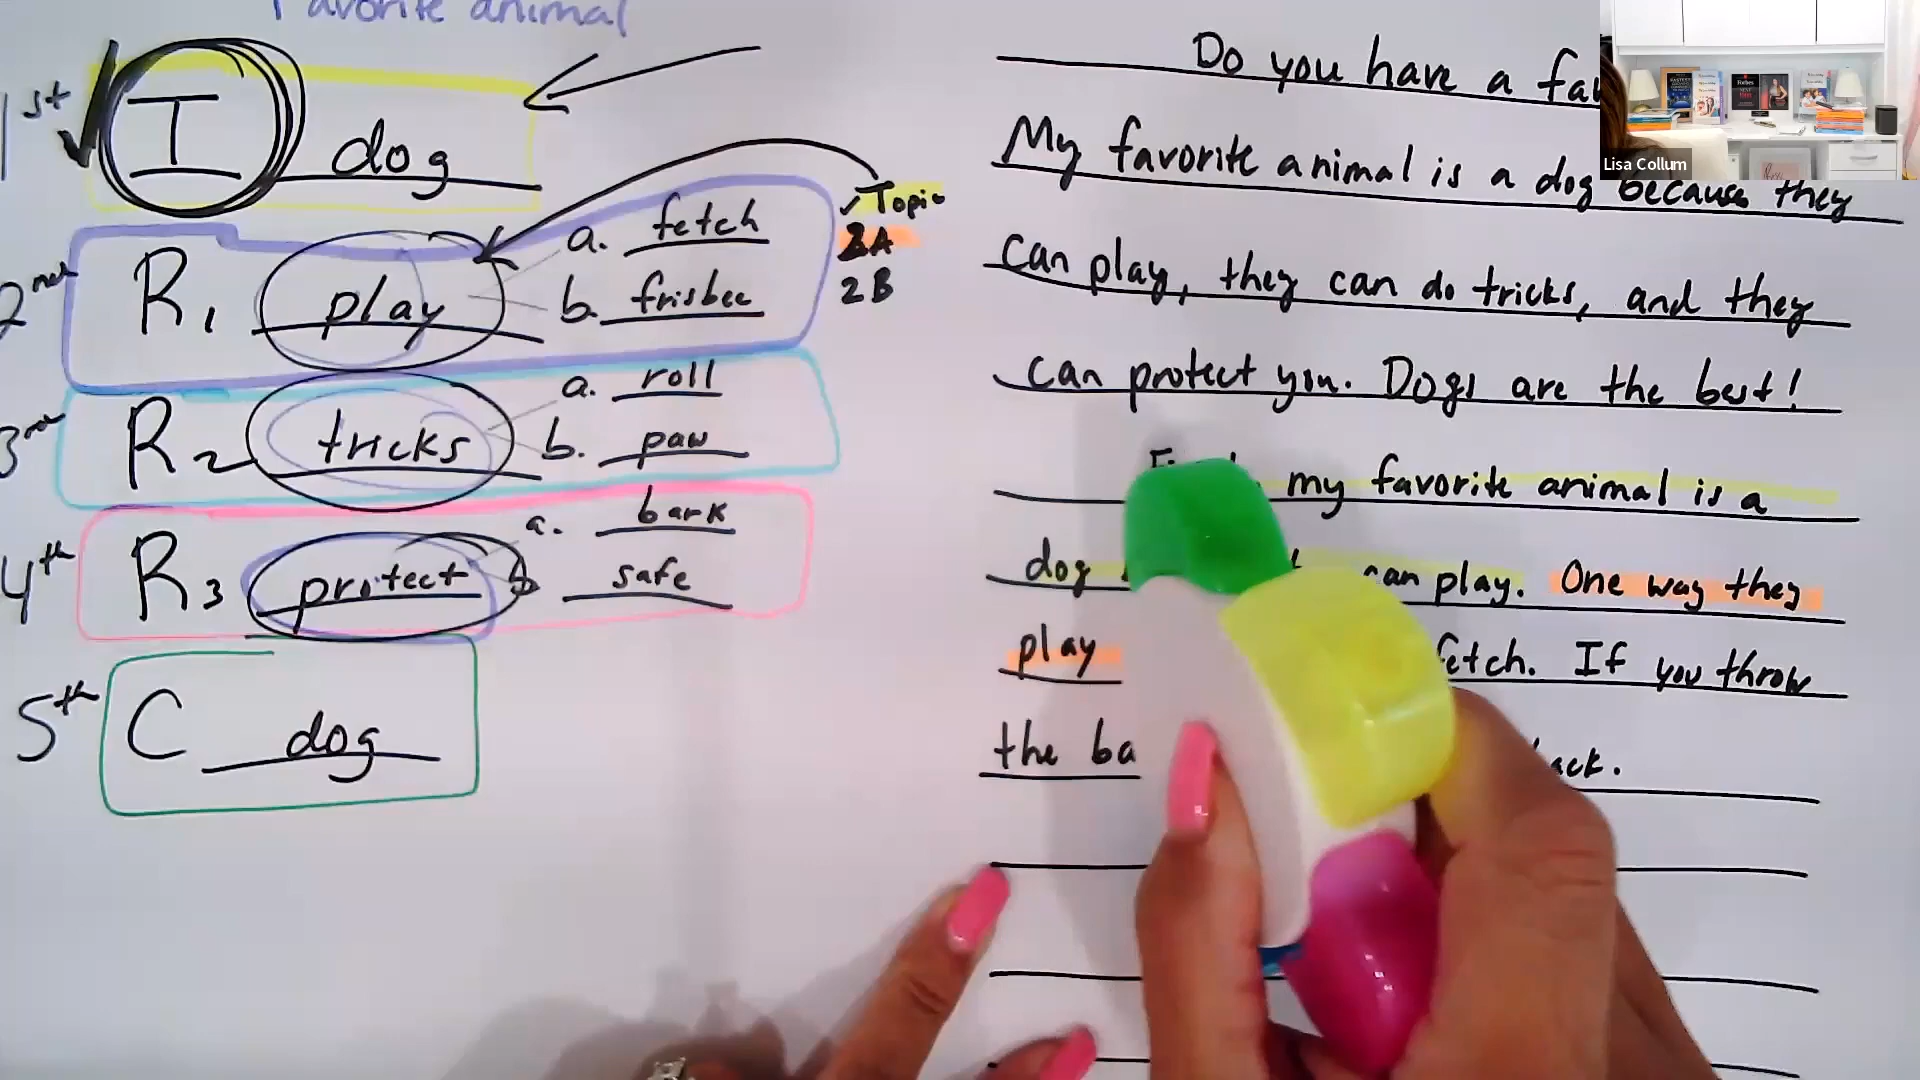 Favorite animal
1st
I dog
2nd
R1 play
a. fetch
b. frisbee
✓ Topic
2A
2B
3rd
R2 tricks
a. roll
b. paw
4th
R3 protect
a. bark
b safe
5th
C dog
Do you have a
My favorite animal is a dog because they
can play, they can do tricks, and they
can protect you. Dogs are the best!
my favorite animal is a
dog can play. One way they
play fetch. If you throw
the
Lisa Collum
Forbes